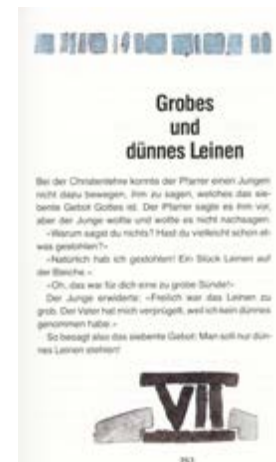 Grobes
und
dünnes Leinen
Bei der Christenlehre konnte der Pfarrer einen Jungen
nicht dazu bewegen, ihm zu sagen, welches das sie-
bente Gebot Gottes ist. Der Pfarrer sagte es ihm vor,
aber der Junge wollte und wollte es nicht nachsagen.
«Warum sagst du nichts? Hast du vielleicht schon et-
was gestohlen?»
«Natürlich hab ich gestohlen! Ein Stück Leinen auf
der Bleiche.»
«Oh, das war für dich eine zu grobe Sünde!»
Der Junge erwiderte: «Freilich war das Leinen zu
grob. Der Vater hat mich verprügelt, weil ich kein dünnes
genommen habe.»
So besagt also das siebente Gebot: Man soll nur dün-
nes Leinen stehlen!
VII